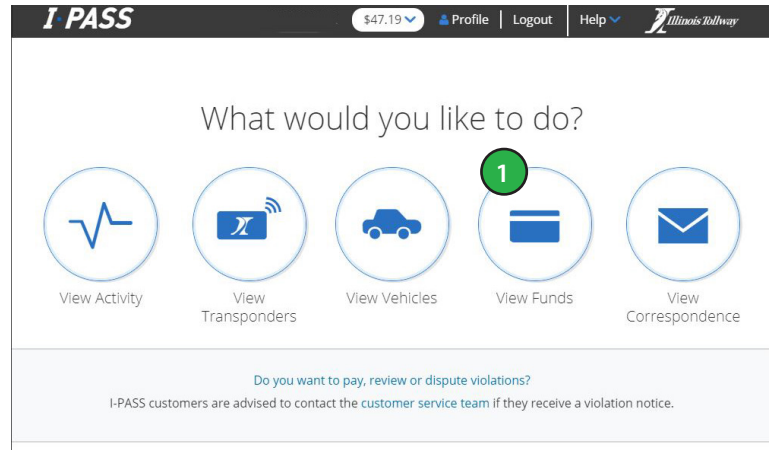 I-PASS
$47.19 Profile Logout Help Illinois Tollway
What would you like to do?
1
View Activity
View
Transponders
View Vehicles
View Funds
View
Correspondence
Do you want to pay, review or dispute violations?
I-PASS customers are advised to contact the customer service team if they receive a violation notice.